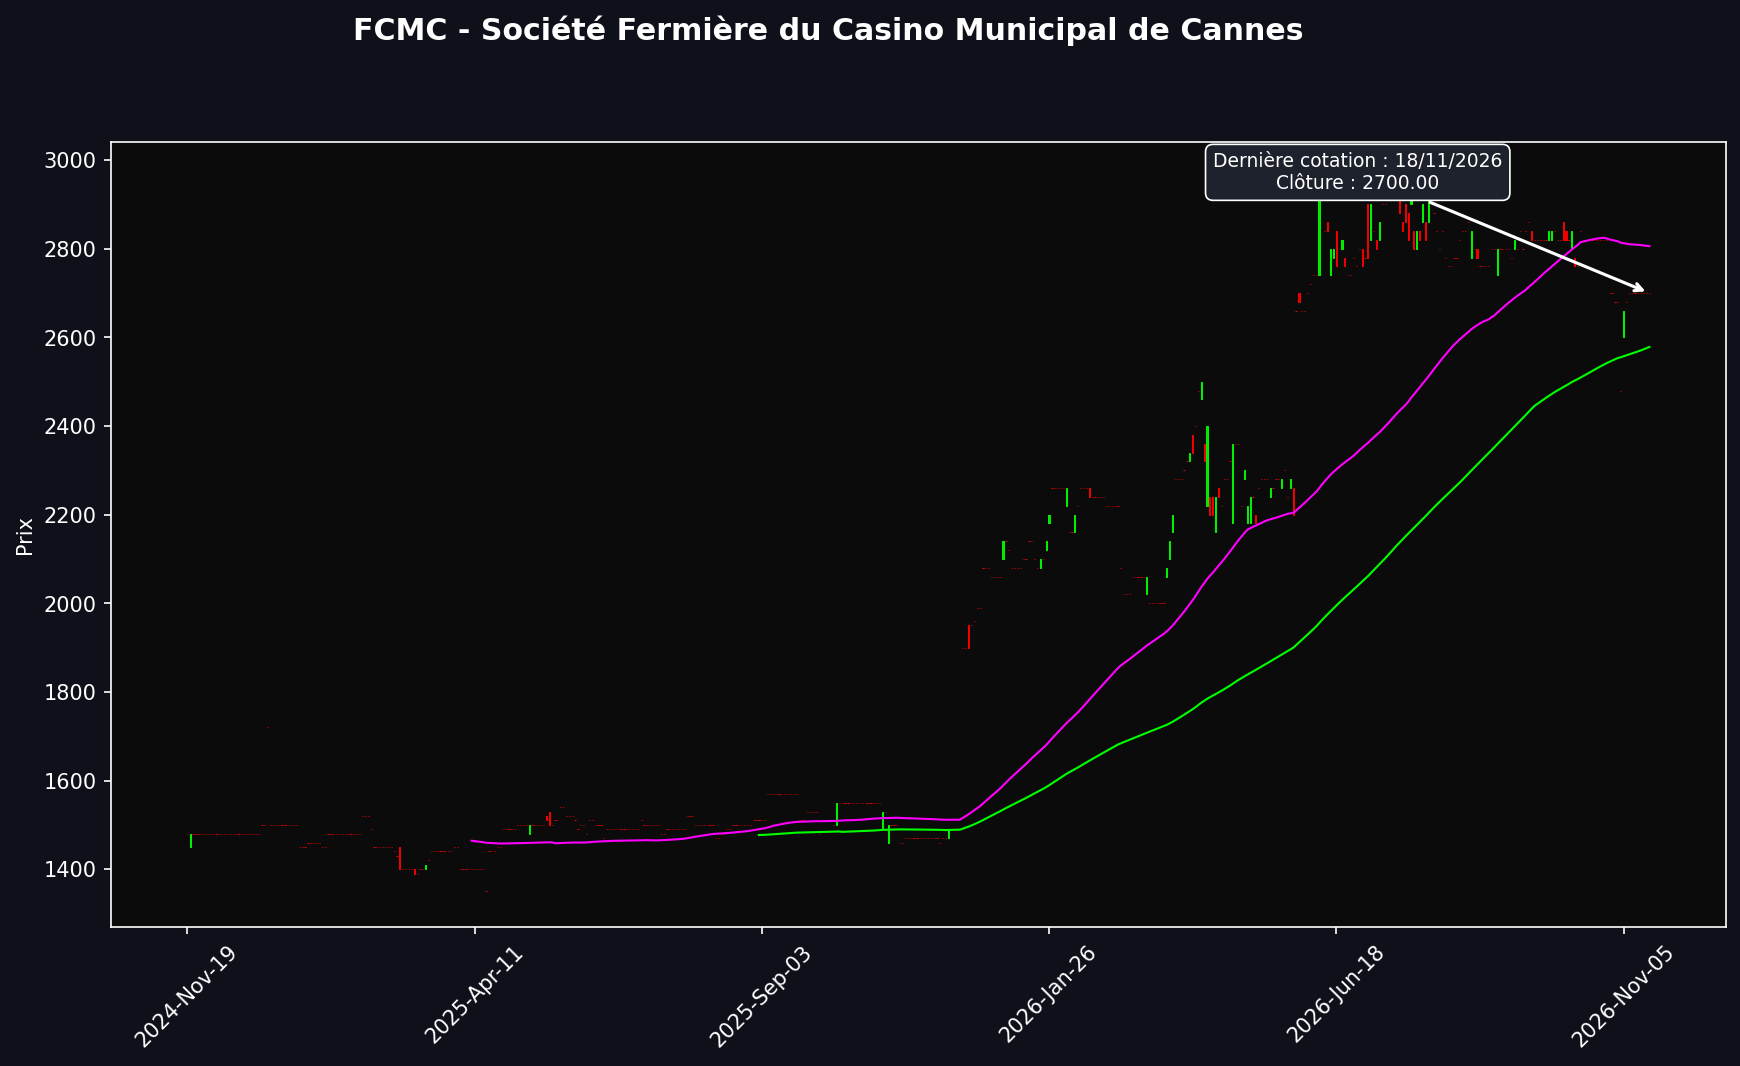 FCMC - Société Fermière du Casino Municipal de Cannes
Dernière cotation : 18/11/2026
Clôture : 2700.00
Prix
3000
2800
2600
2400
2200
2000
1800
1600
1400
2024-Nov-19
2025-Apr-11
2025-Sep-03
2026-Jan-26
2026-Jun-18
2026-Nov-05